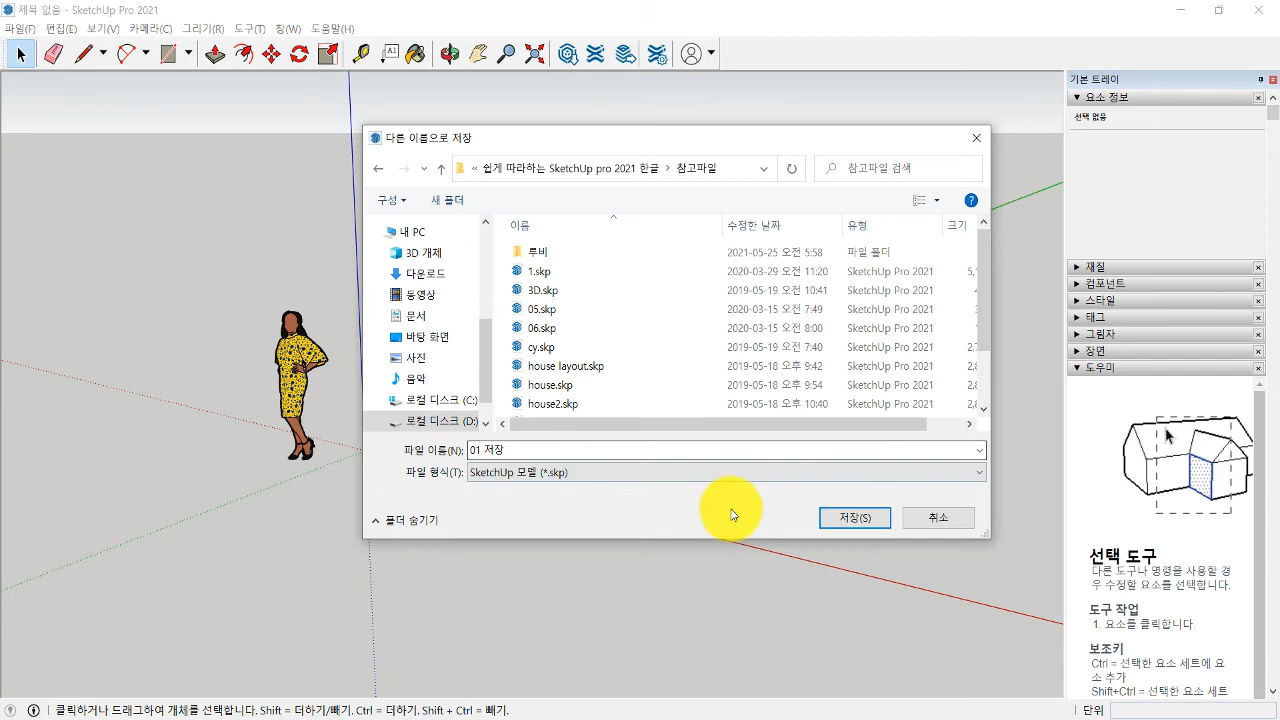 제목 없음 - SketchUp Pro 2021
파일(F) 편집(E) 보기(V) 카메라(C) 그리기(R) 도구(T) 창(W) 도움말(H)
기본 트레이
요소 정보
선택 없음
다른 이름으로 저장
« 쉽게 따라하는 SketchUp pro 2021 한글 > 참고파일
참고파일 검색
구성 새 폴더
이름 수정한 날짜 유형 크기
내 PC
3D 개체
다운로드
동영상
문서
바탕 화면
사진
음악
로컬 디스크 (C:)
로컬 디스크 (D:)
루비 2021-05-25 오전 5:58 파일 폴더
1.skp 2020-03-29 오전 11:20 SketchUp Pro 2021 5,
3D.skp 2019-05-19 오전 10:41 SketchUp Pro 2021
05.skp 2020-03-15 오전 7:49 SketchUp Pro 2021
06.skp 2020-03-15 오전 8:00 SketchUp Pro 2021
cy.skp 2019-05-19 오전 7:40 SketchUp Pro 2021 2,
house layout.skp 2019-05-18 오후 9:42 SketchUp Pro 2021 2,
house.skp 2019-05-18 오후 9:54 SketchUp Pro 2021 2,
house2.skp 2019-05-18 오후 10:40 SketchUp Pro 2021 2,
파일 이름(N): 01 저장
파일 형식(T): SketchUp 모델 (*.skp)
폴더 숨기기
저장(S) 취소
재질
컴포넌트
스타일
태그
그림자
장면
도우미
선택 도구
다른 도구나 명령을 사용할 경
우 수정할 요소를 선택합니다.
도구 작업
1. 요소를 클릭합니다.
보조키
Ctrl = 선택한 요소 세트에 요
소 추가
Shift+Ctrl = 선택한 요소 세트
클릭하거나 드래그하여 개체를 선택합니다. Shift = 더하기/빼기. Ctrl = 더하기. Shift + Ctrl = 빼기.
단위